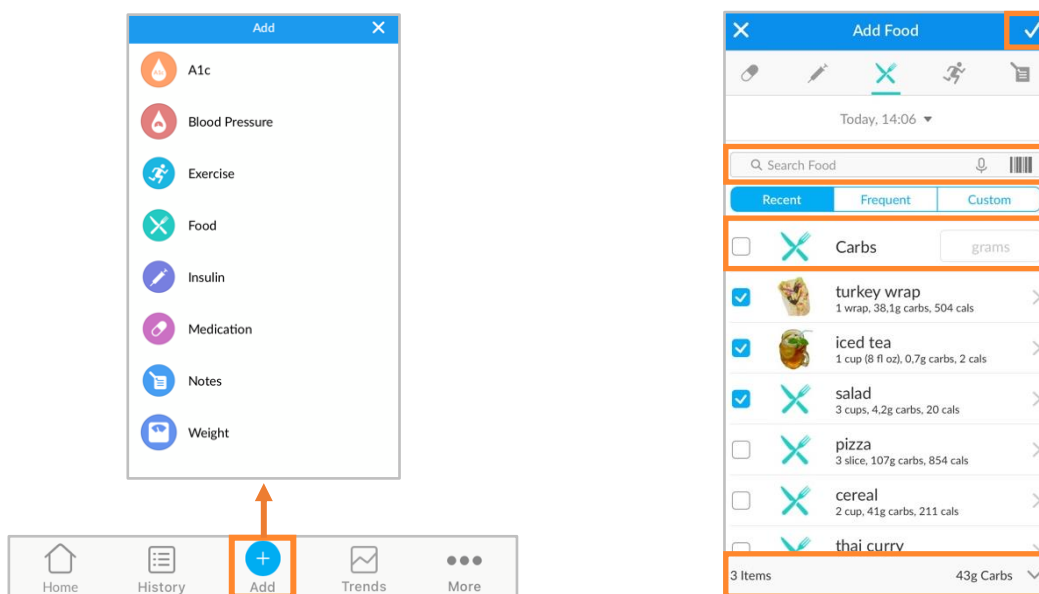 Add
A1c
Blood Pressure
Exercise
Food
Insulin
Medication
Notes
Weight
Home
History
Add
Trends
More
Add Food
Today, 14:06
Search Food
Recent
Frequent
Custom
Carbs
grams
turkey wrap
1 wrap, 38,1g carbs, 504 cals
iced tea
1 cup (8 fl oz), 0,7g carbs, 2 cals
salad
3 cups, 4,2g carbs, 20 cals
pizza
3 slice, 107g carbs, 854 cals
cereal
2 cup, 41g carbs, 211 cals
thai curry
3 Items
43g Carbs